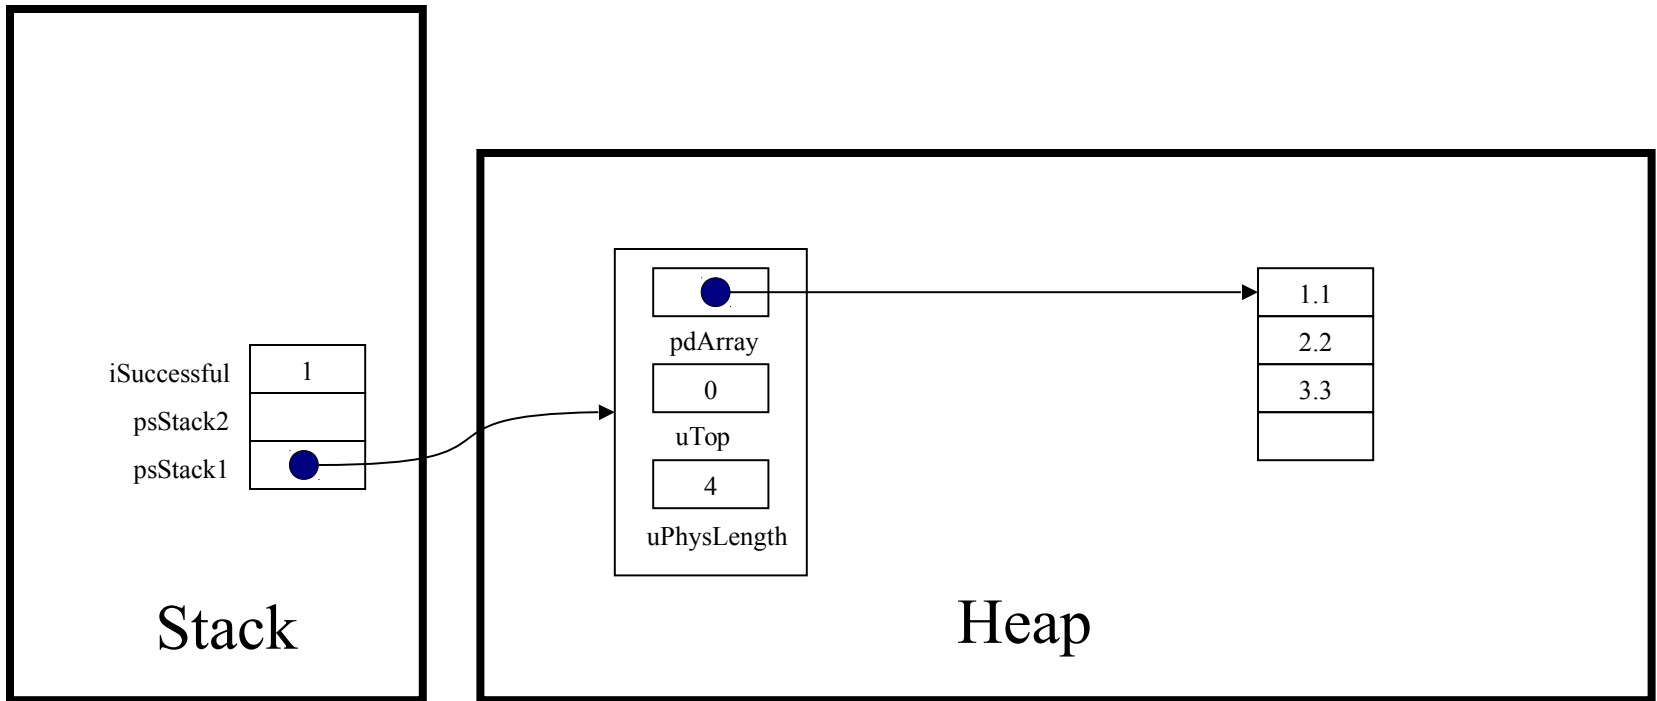 iSuccessful 1
psStack2
psStack1
Stack
pdArray
0
uTop
4
uPhysLength
1.1
2.2
3.3
Heap